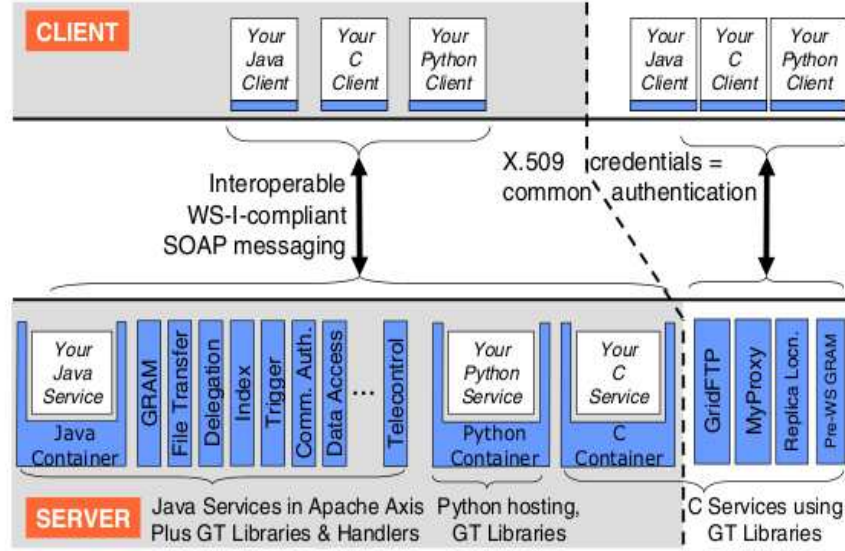 CLIENT
Your
Java
Client
Your
C
Client
Your
Python
Client
Your
Java
Client
Your
C
Client
Your
Python
Client
Interoperable
WS-I-compliant
SOAP messaging
X.509 credentials =
common authentication
Your
Java
Service
Java
Container
GRAM
File Transfer
Delegation
Index
Trigger
Comm. Auth.
Data Access
...
Telecontrol
Your
Python
Service
Python
Container
Your
C
Service
C
Container
GridFTP
MyProxy
Replica Locn.
Pre-WS GRAM
SERVER
Java Services in Apache Axis
Plus GT Libraries & Handlers
Python hosting,
GT Libraries
C Services using
GT Libraries